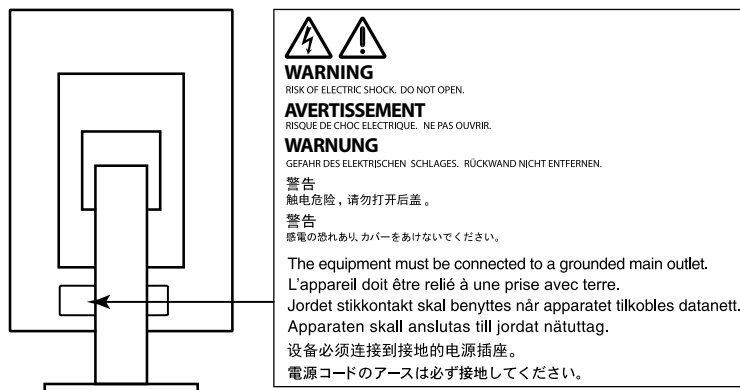 WARNING
RISK OF ELECTRIC SHOCK. DO NOT OPEN.
AVERTISSEMENT
RISQUE DE CHOC ELECTRIQUE. NE PAS OUVRIR.
WARNUNG
GEFAHR DES ELEKTRISCHEN SCHLAGES. RÜCKWAND NICHT ENTFERNEN.
警告
触电危险，请勿打开后盖。
警告
感電の恐れあり、カバーをあけないでください。
The equipment must be connected to a grounded main outlet.
L'appareil doit être relié à une prise avec terre.
Jordet stikkontakt skal benyttes når apparatet tilkobles datanett.
Apparaten skall anslutas till jordat nätuttag.
设备必须连接到接地的电源插座。
電源コードのアースは必ず接地してください。